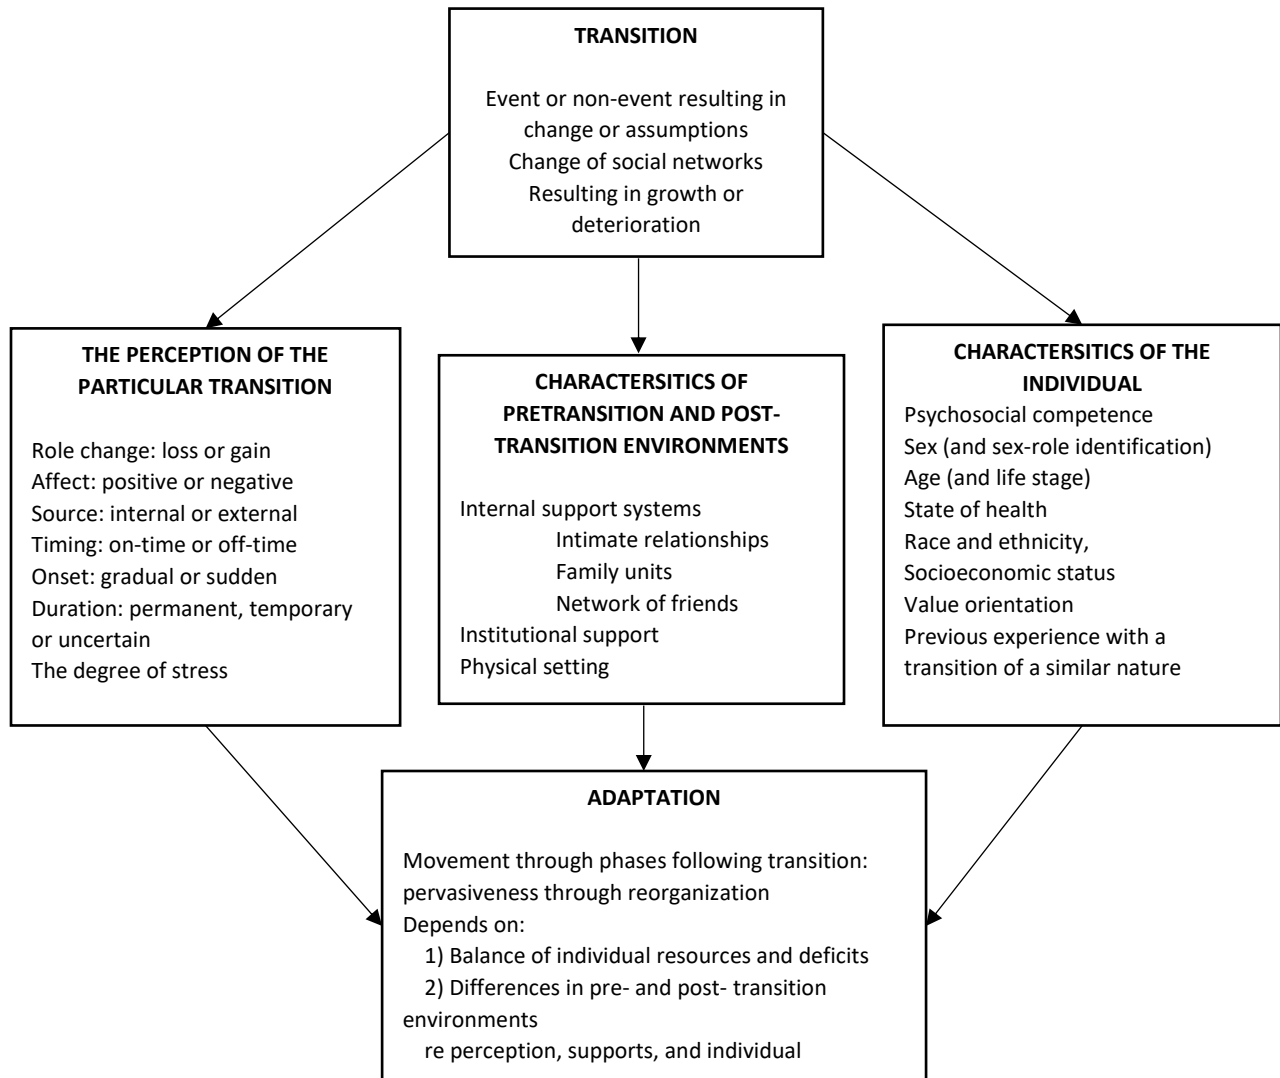 TRANSITION
Event or non-event resulting in
change or assumptions
Change of social networks
Resulting in growth or
deterioration
THE PERCEPTION OF THE
PARTICULAR TRANSITION
Role change: loss or gain
Affect: positive or negative
Source: internal or external
Timing: on-time or off-time
Onset: gradual or sudden
Duration: permanent, temporary
or uncertain
The degree of stress
CHARACTERSITICS OF
PRETRANSITION AND POST-
TRANSITION ENVIRONMENTS
Internal support systems
Intimate relationships
Family units
Network of friends
Institutional support
Physical setting
CHARACTERSITICS OF THE
INDIVIDUAL
Psychosocial competence
Sex (and sex-role identification)
Age (and life stage)
State of health
Race and ethnicity,
Socioeconomic status
Value orientation
Previous experience with a
transition of a similar nature
ADAPTATION
Movement through phases following transition:
pervasiveness through reorganization
Depends on:
1) Balance of individual resources and deficits
2) Differences in pre- and post- transition
environments
re perception, supports, and individual